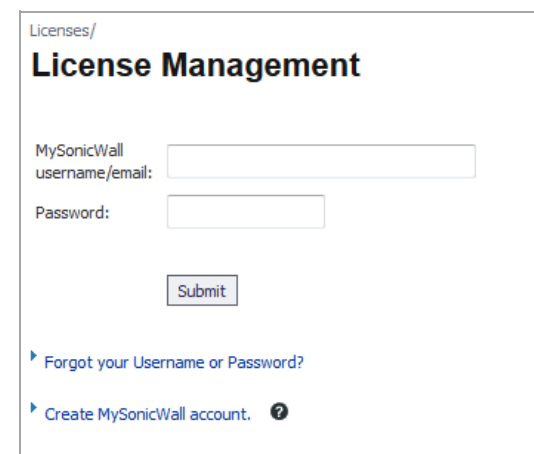 Licenses/
License Management
MySonicWall
username/email:
Password:
Submit
Forgot your Username or Password?
Create MySonicWall account. ?